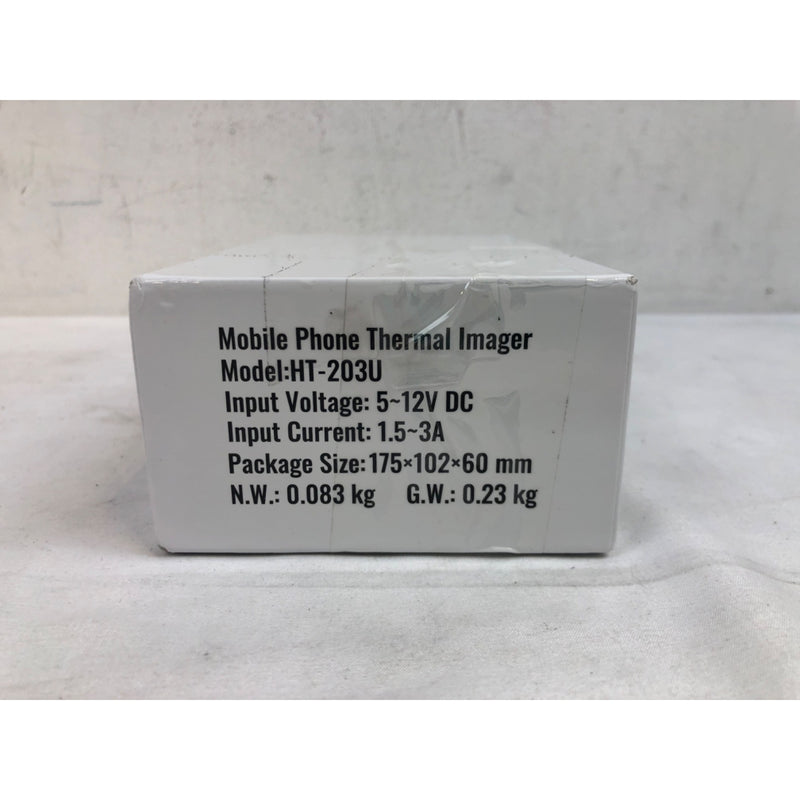 Mobile Phone Thermal Imager
Model:HT-203U
Input Voltage: 5~12V DC
Input Current: 1.5~3A
Package Size:175×102×60 mm
N.W.: 0.083 kg G.W.: 0.23 kg